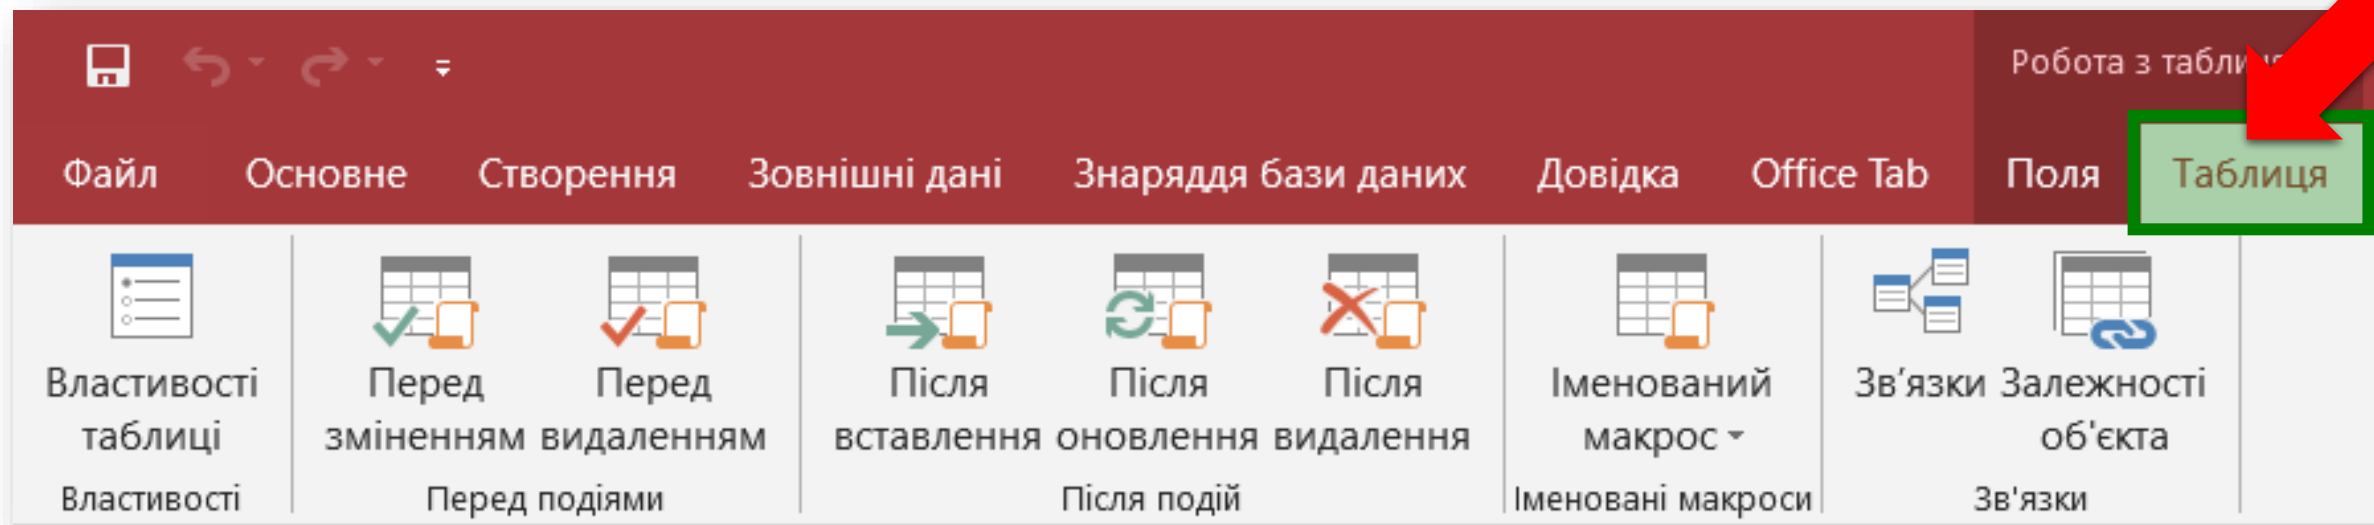 Робота з
Файл Основне Створення Зовнішні дані Знаряддя бази даних Довідка Office Tab Поля Таблиця
Властивості Перед Перед Після Після Після Іменований Зв’язки Залежності
таблиці зміненням видаленням вставлення оновлення видалення макрос об'єкта
Властивості Перед подіями Після подій Іменовані макроси Зв'язки